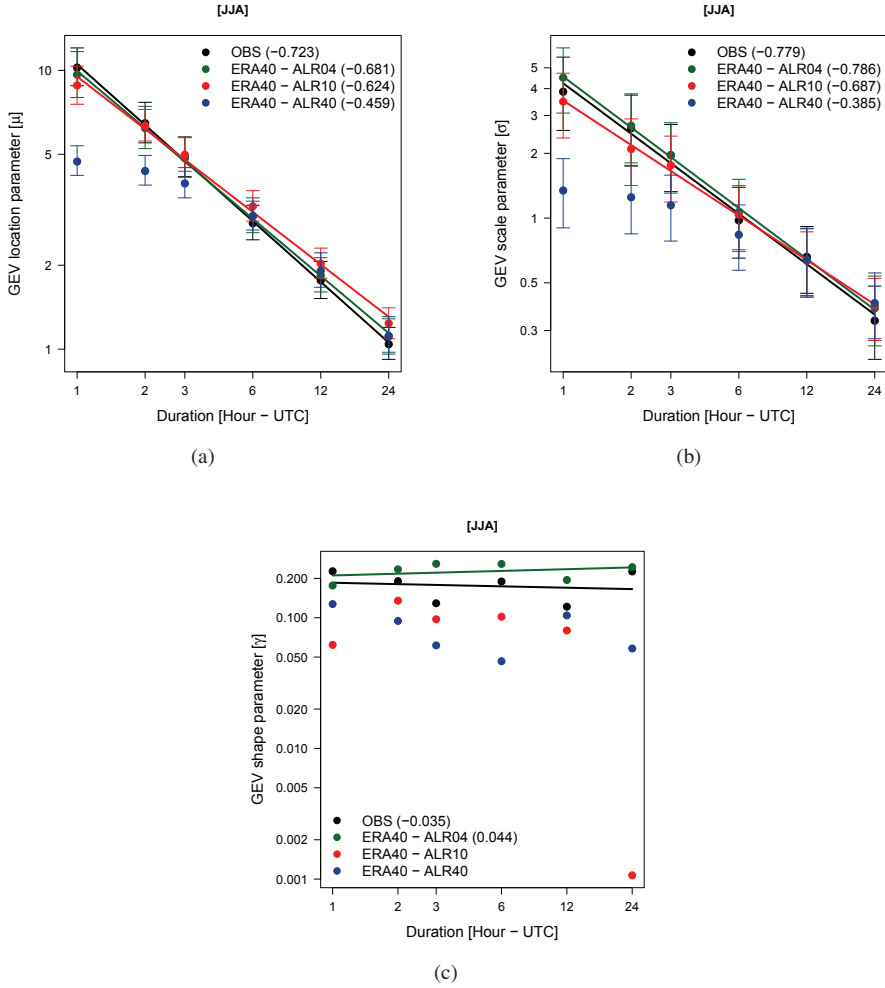 [JJA]
OBS (−0.723)
ERA40 − ALR04 (−0.681)
ERA40 − ALR10 (−0.624)
ERA40 − ALR40 (−0.459)
10
5
2
1
GEV location parameter [μ]
1 2 3 6 12 24
Duration [Hour − UTC]
(a)
[JJA]
OBS (−0.779)
ERA40 − ALR04 (−0.786)
ERA40 − ALR10 (−0.687)
ERA40 − ALR40 (−0.385)
5
4
3
2
1
0.5
0.3
GEV scale parameter [σ]
1 2 3 6 12 24
Duration [Hour − UTC]
(b)
[JJA]
0.200
0.100
0.050
0.020
0.010
0.005
0.002
0.001
GEV shape parameter [γ]
OBS (−0.035)
ERA40 − ALR04 (0.044)
ERA40 − ALR10
ERA40 − ALR40
1 2 3 6 12 24
Duration [Hour − UTC]
(c)